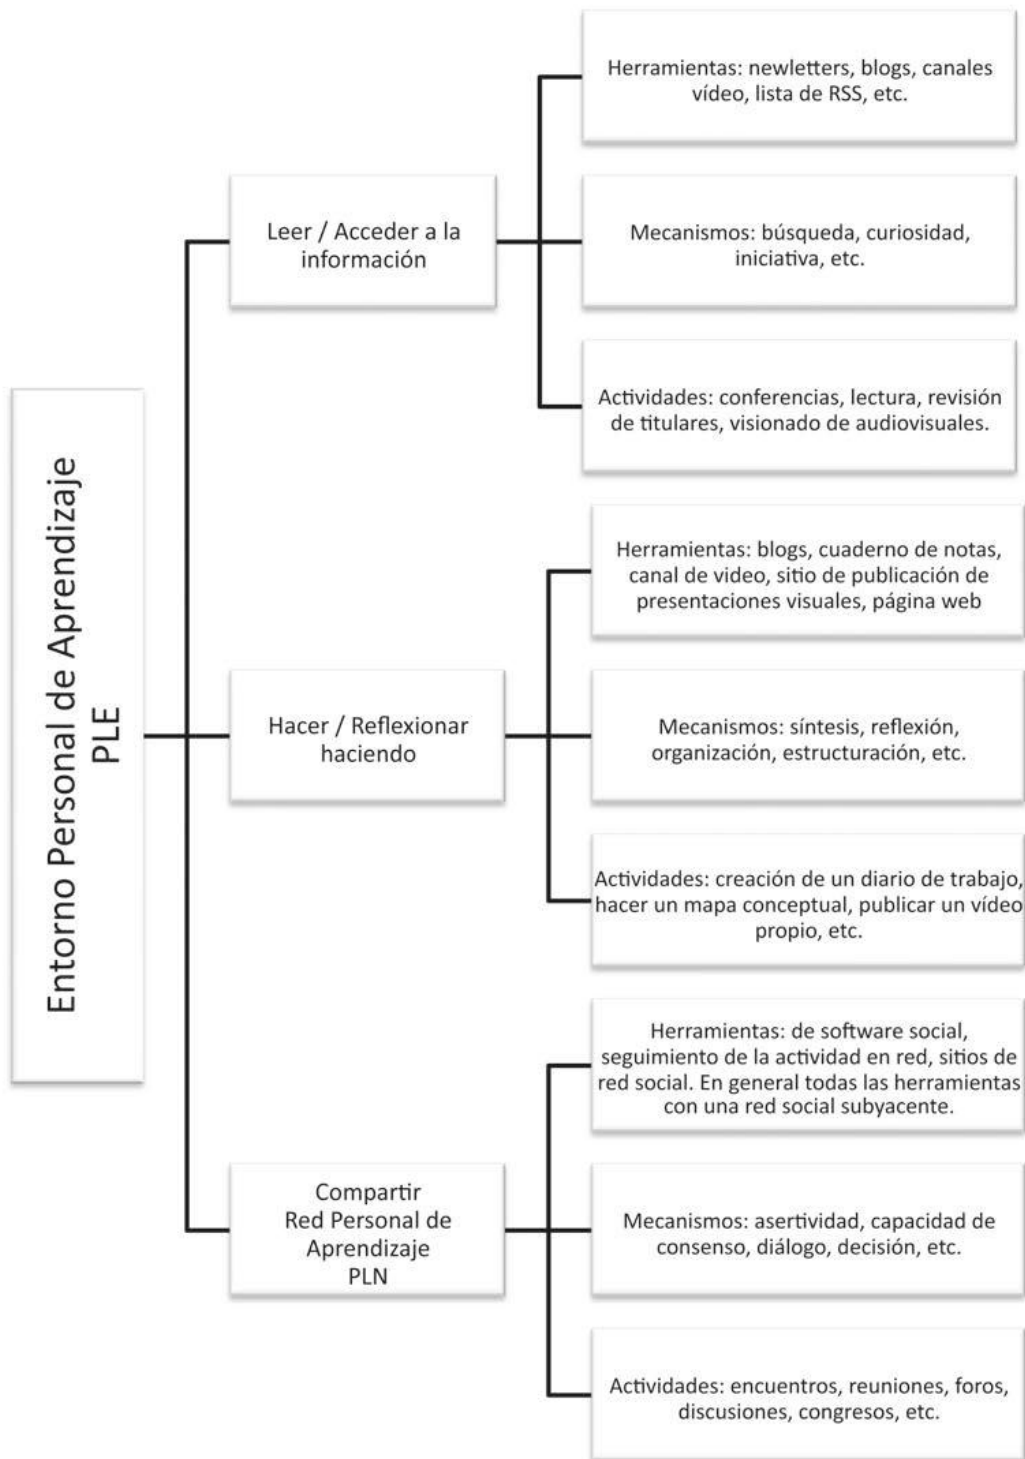 Entorno Personal de Aprendizaje
PLE
Leer / Acceder a la
información
Herramientas: newletters, blogs, canales
vídeo, lista de RSS, etc.
Mecanismos: búsqueda, curiosidad,
iniciativa, etc.
Actividades: conferencias, lectura, revisión
de titulares, visionado de audiovisuales.
Hacer / Reflexionar
haciendo
Herramientas: blogs, cuaderno de notas,
canal de video, sitio de publicación de
presentaciones visuales, página web
Mecanismos: síntesis, reflexión,
organización, estructuración, etc.
Actividades: creación de un diario de trabajo,
hacer un mapa conceptual, publicar un vídeo
propio, etc.
Compartir
Red Personal de
Aprendizaje
PLN
Herramientas: de software social,
seguimiento de la actividad en red, sitios de
red social. En general todas las herramientas
con una red social subyacente.
Mecanismos: asertividad, capacidad de
consenso, diálogo, decisión, etc.
Actividades: encuentros, reuniones, foros,
discusiones, congresos, etc.